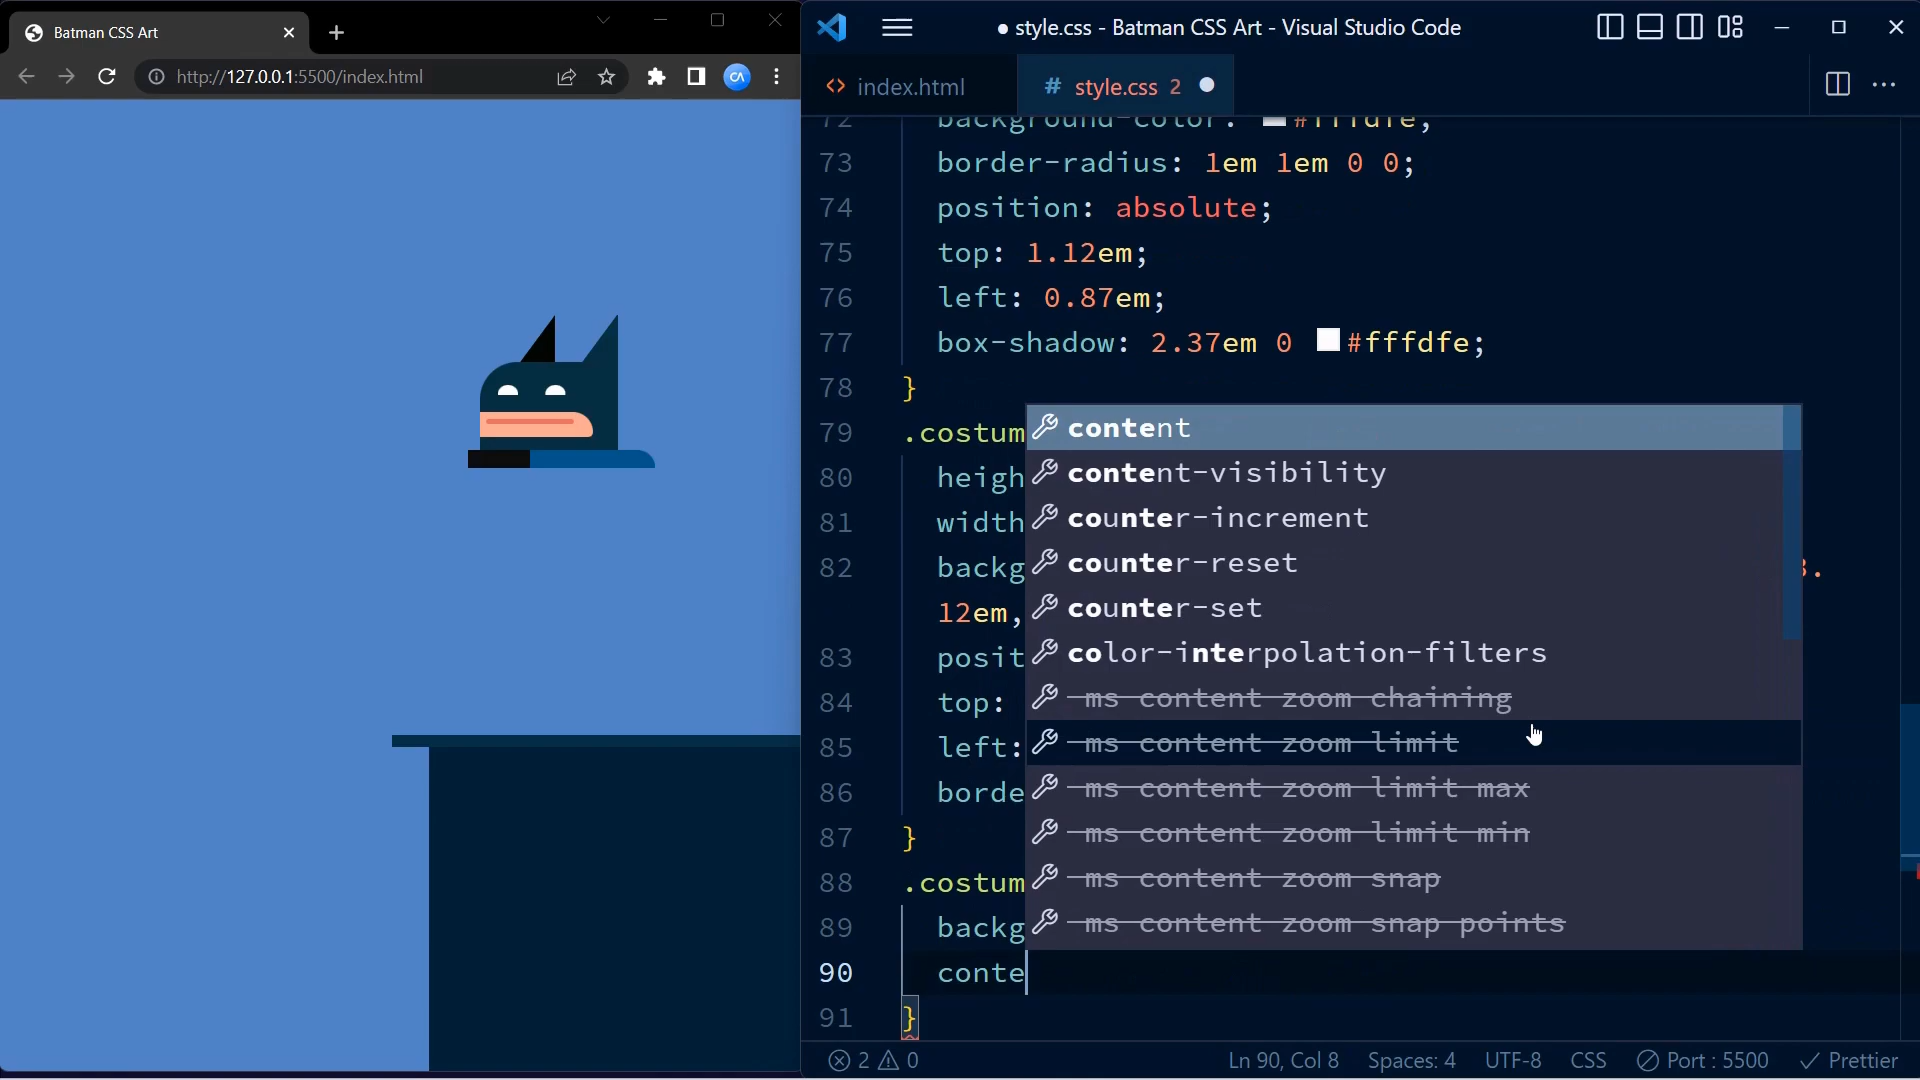 Batman CSS Art
http://127.0.0.1:5500/index.html
CA
style.css - Batman CSS Art - Visual Studio Code
index.html
# style.css 2
72 background-color: #fffdfe;
73 border-radius: 1em 1em 0 0;
74 position: absolute;
75 top: 1.12em;
76 left: 0.87em;
77 box-shadow: 2.37em 0 #fffdfe;
78 }
79 .costum
80 heigh
81 width
82 backg 3.
12em,
83 posit
84 top:
85 left:
86 borde
87 }
88 .costum
89 backg
90 conte
91 }
content
content-visibility
counter-increment
counter-reset
counter-set
color-interpolation-filters
-ms-content-zoom-chaining
-ms-content-zoom-limit
-ms-content-zoom-limit-max
-ms-content-zoom-limit-min
-ms-content-zoom-snap
-ms-content-zoom-snap-points
2 0 Ln 90, Col 8 Spaces: 4 UTF-8 CSS Port : 5500 Prettier